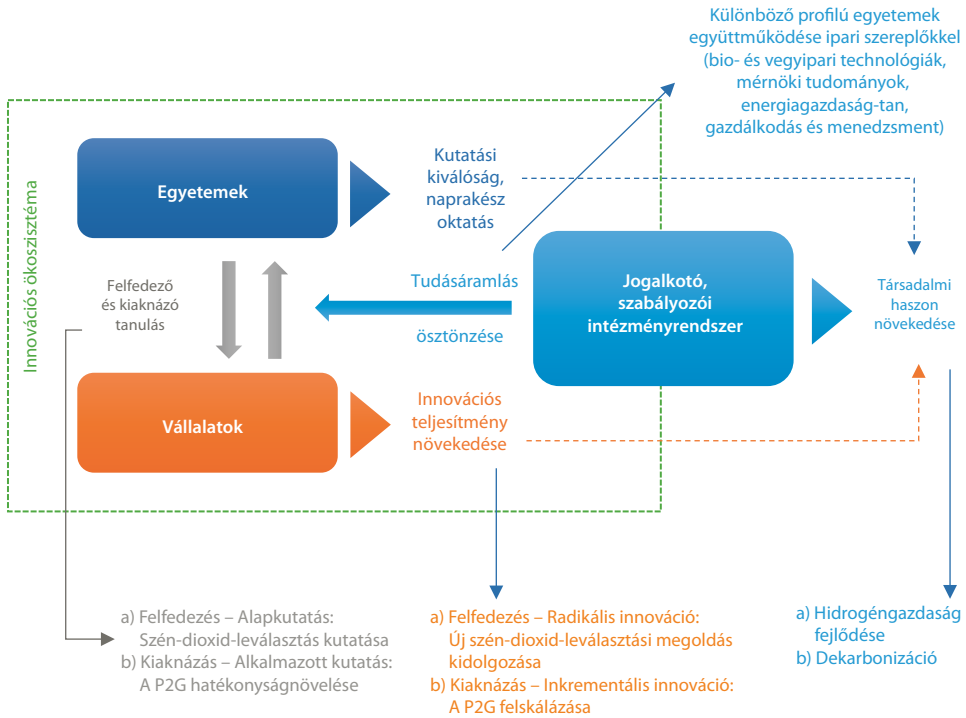 Különböző profilú egyetemek
együttműködése ipari szereplőkkel
(bio- és vegyipari technológiák,
mérnöki tudományok,
energiagazdaság-tan,
gazdálkodás és menedzsment)
Innovációs ökoszisztéma
Egyetemek
Kutatási
kiválóság,
naprakész
oktatás
Felfedező
és kiaknázó
tanulás
Tudásáramlás
ösztönzése
Jogalkotó,
szabályozói
intézményrendszer
Társadalmi
haszon
növekedése
Vállalatok
Innovációs
teljesítmény
növekedése
a) Felfedezés – Alapkutatás:
Szén-dioxid-leválasztás kutatása
b) Kiaknázás – Alkalmazott kutatás:
A P2G hatékonyságnövelése
a) Felfedezés – Radikális innováció:
Új szén-dioxid-leválasztási megoldás
kidolgozása
b) Kiaknázás – Inkrementális innováció:
A P2G felskálázása
a) Hidrogéngazdaság
fejlődése
b) Dekarbonizáció